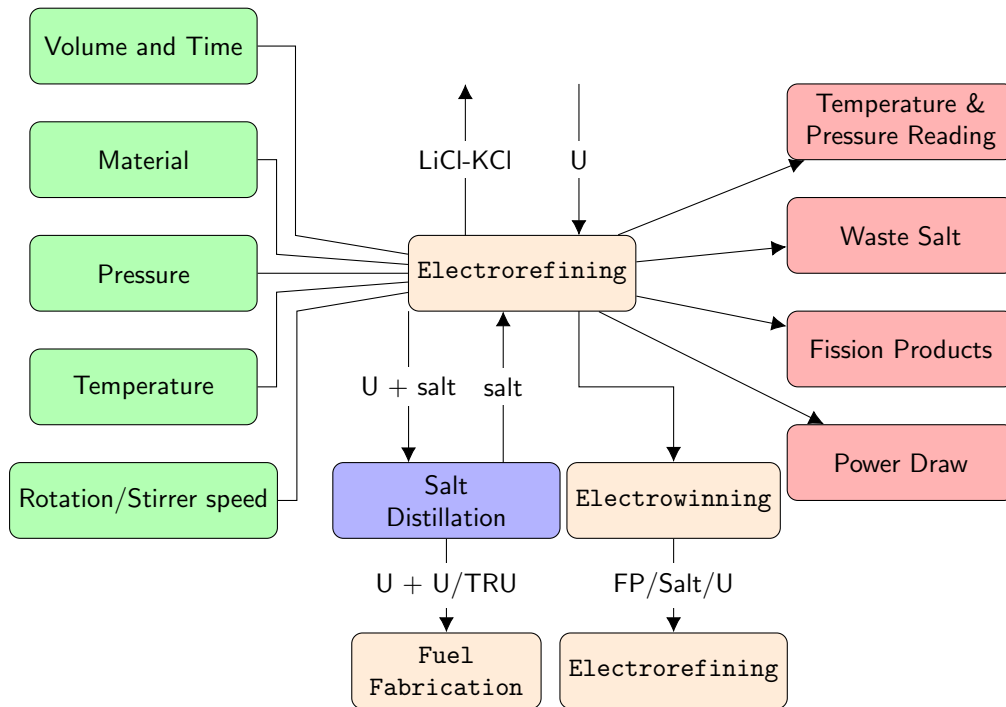 Volume and Time
Temperature &
Pressure Reading
Material
LiCl-KCl
U
Waste Salt
Pressure
Electrorefining
Fission Products
Temperature
U + salt
salt
Power Draw
Rotation/Stirrer speed
Salt
Distillation
Electrowinning
U + U/TRU
FP/Salt/U
Fuel
Fabrication
Electrorefining